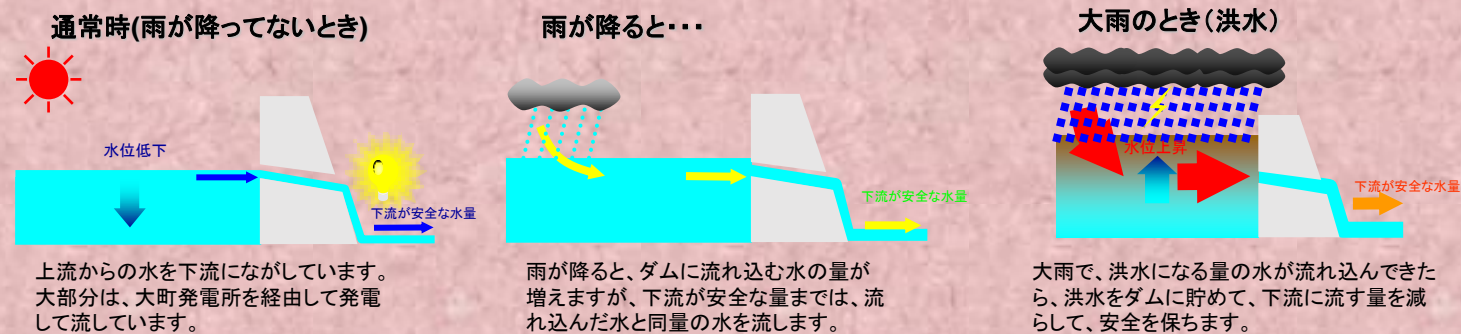 通常時(雨が降ってないとき)
水位低下
下流が安全な水量
上流からの水を下流にながしています。
大部分は、大町発電所を経由して発電
して流しています。
雨が降ると･･･
下流が安全な水量
雨が降ると、ダムに流れ込む水の量が
増えますが、下流が安全な量までは、流
れ込んだ水と同量の水を流します。
大雨のとき(洪水)
水位上昇
下流が安全な水量
大雨で、洪水になる量の水が流れ込んできた
ら、洪水をダムに貯めて、下流に流す量を減
らして、安全を保ちます。